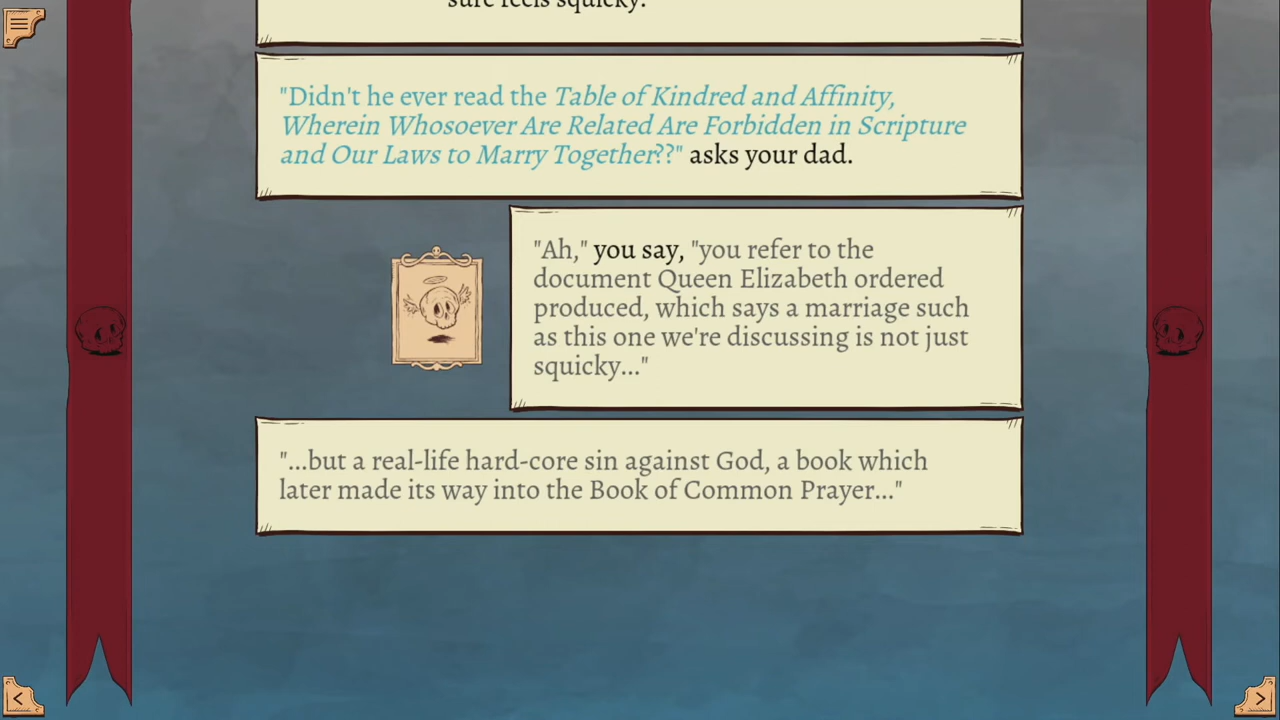 sure feels squicky.
"Didn't he ever read the Table of Kindred and Affinity,
Wherein Whosoever Are Related Are Forbidden in Scripture
and Our Laws to Marry Together??" asks your dad.
"Ah," you say, "you refer to the
document Queen Elizabeth ordered
produced, which says a marriage such
as this one we're discussing is not just
squicky..."
"...but a real-life hard-core sin against God, a book which
later made its way into the Book of Common Prayer..."